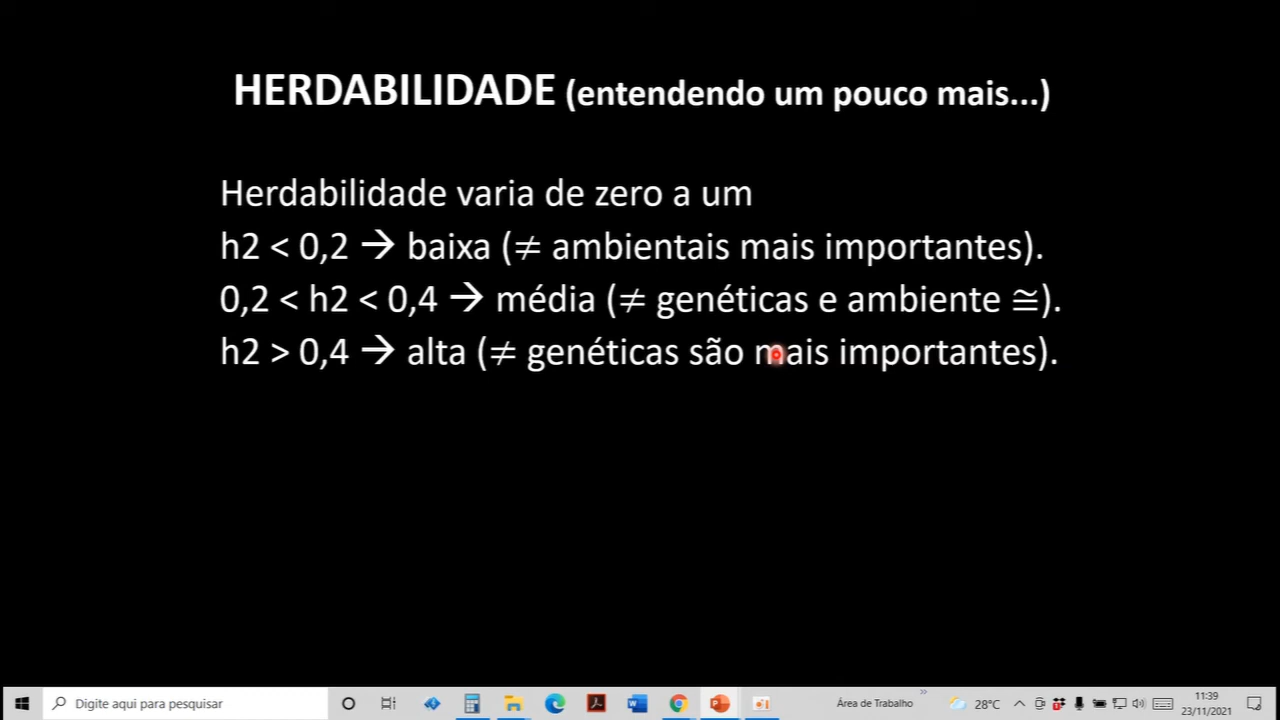 HERDABILIDADE (entendendo um pouco mais...)
Herdabilidade varia de zero a um
h2 < 0,2 → baixa (≠ ambientais mais importantes).
0,2 < h2 < 0,4 → média (≠ genéticas e ambiente ≅).
h2 > 0,4 → alta (≠ genéticas são mais importantes).
Digite aqui para pesquisar
Área de Trabalho
28°C
11:39
23/11/2021